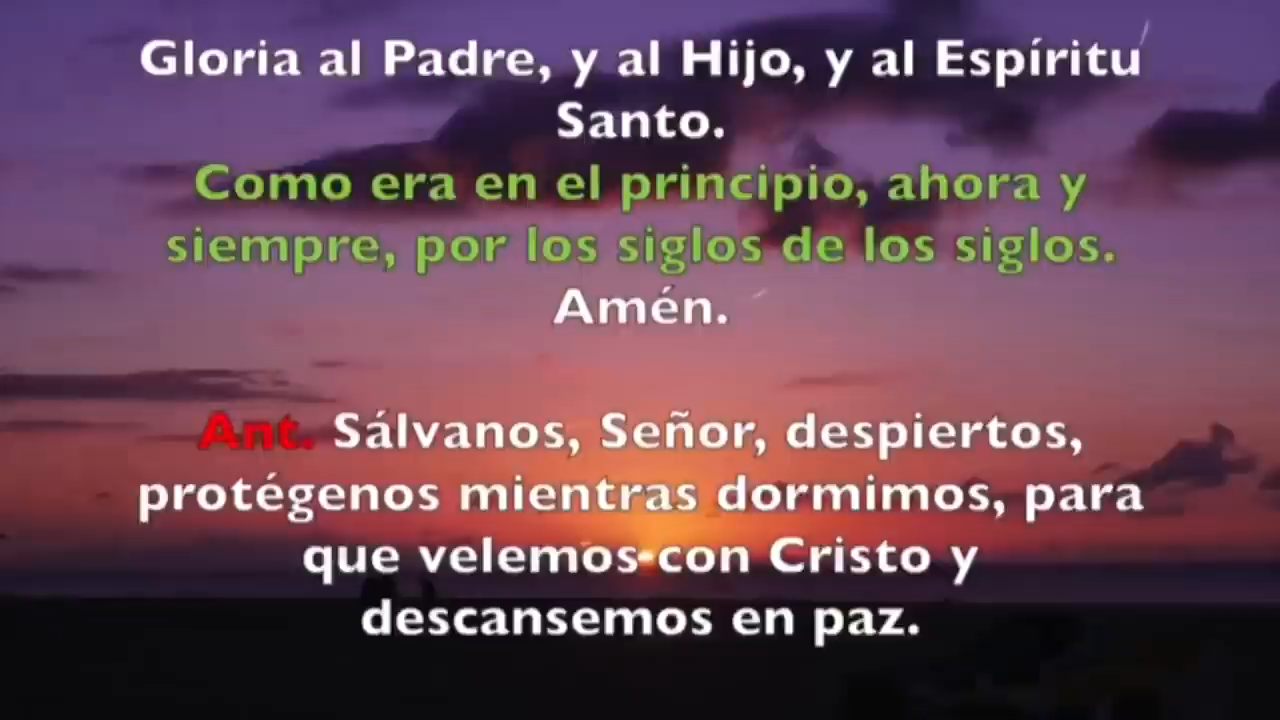 Gloria al Padre, y al Hijo, y al Espíritu
Santo.
Como era en el principio, ahora y
siempre, por los siglos de los siglos.
Amén.
Ant. Sálvanos, Señor, despiertos,
protégenos mientras dormimos, para
que velemos con Cristo y
descansemos en paz.